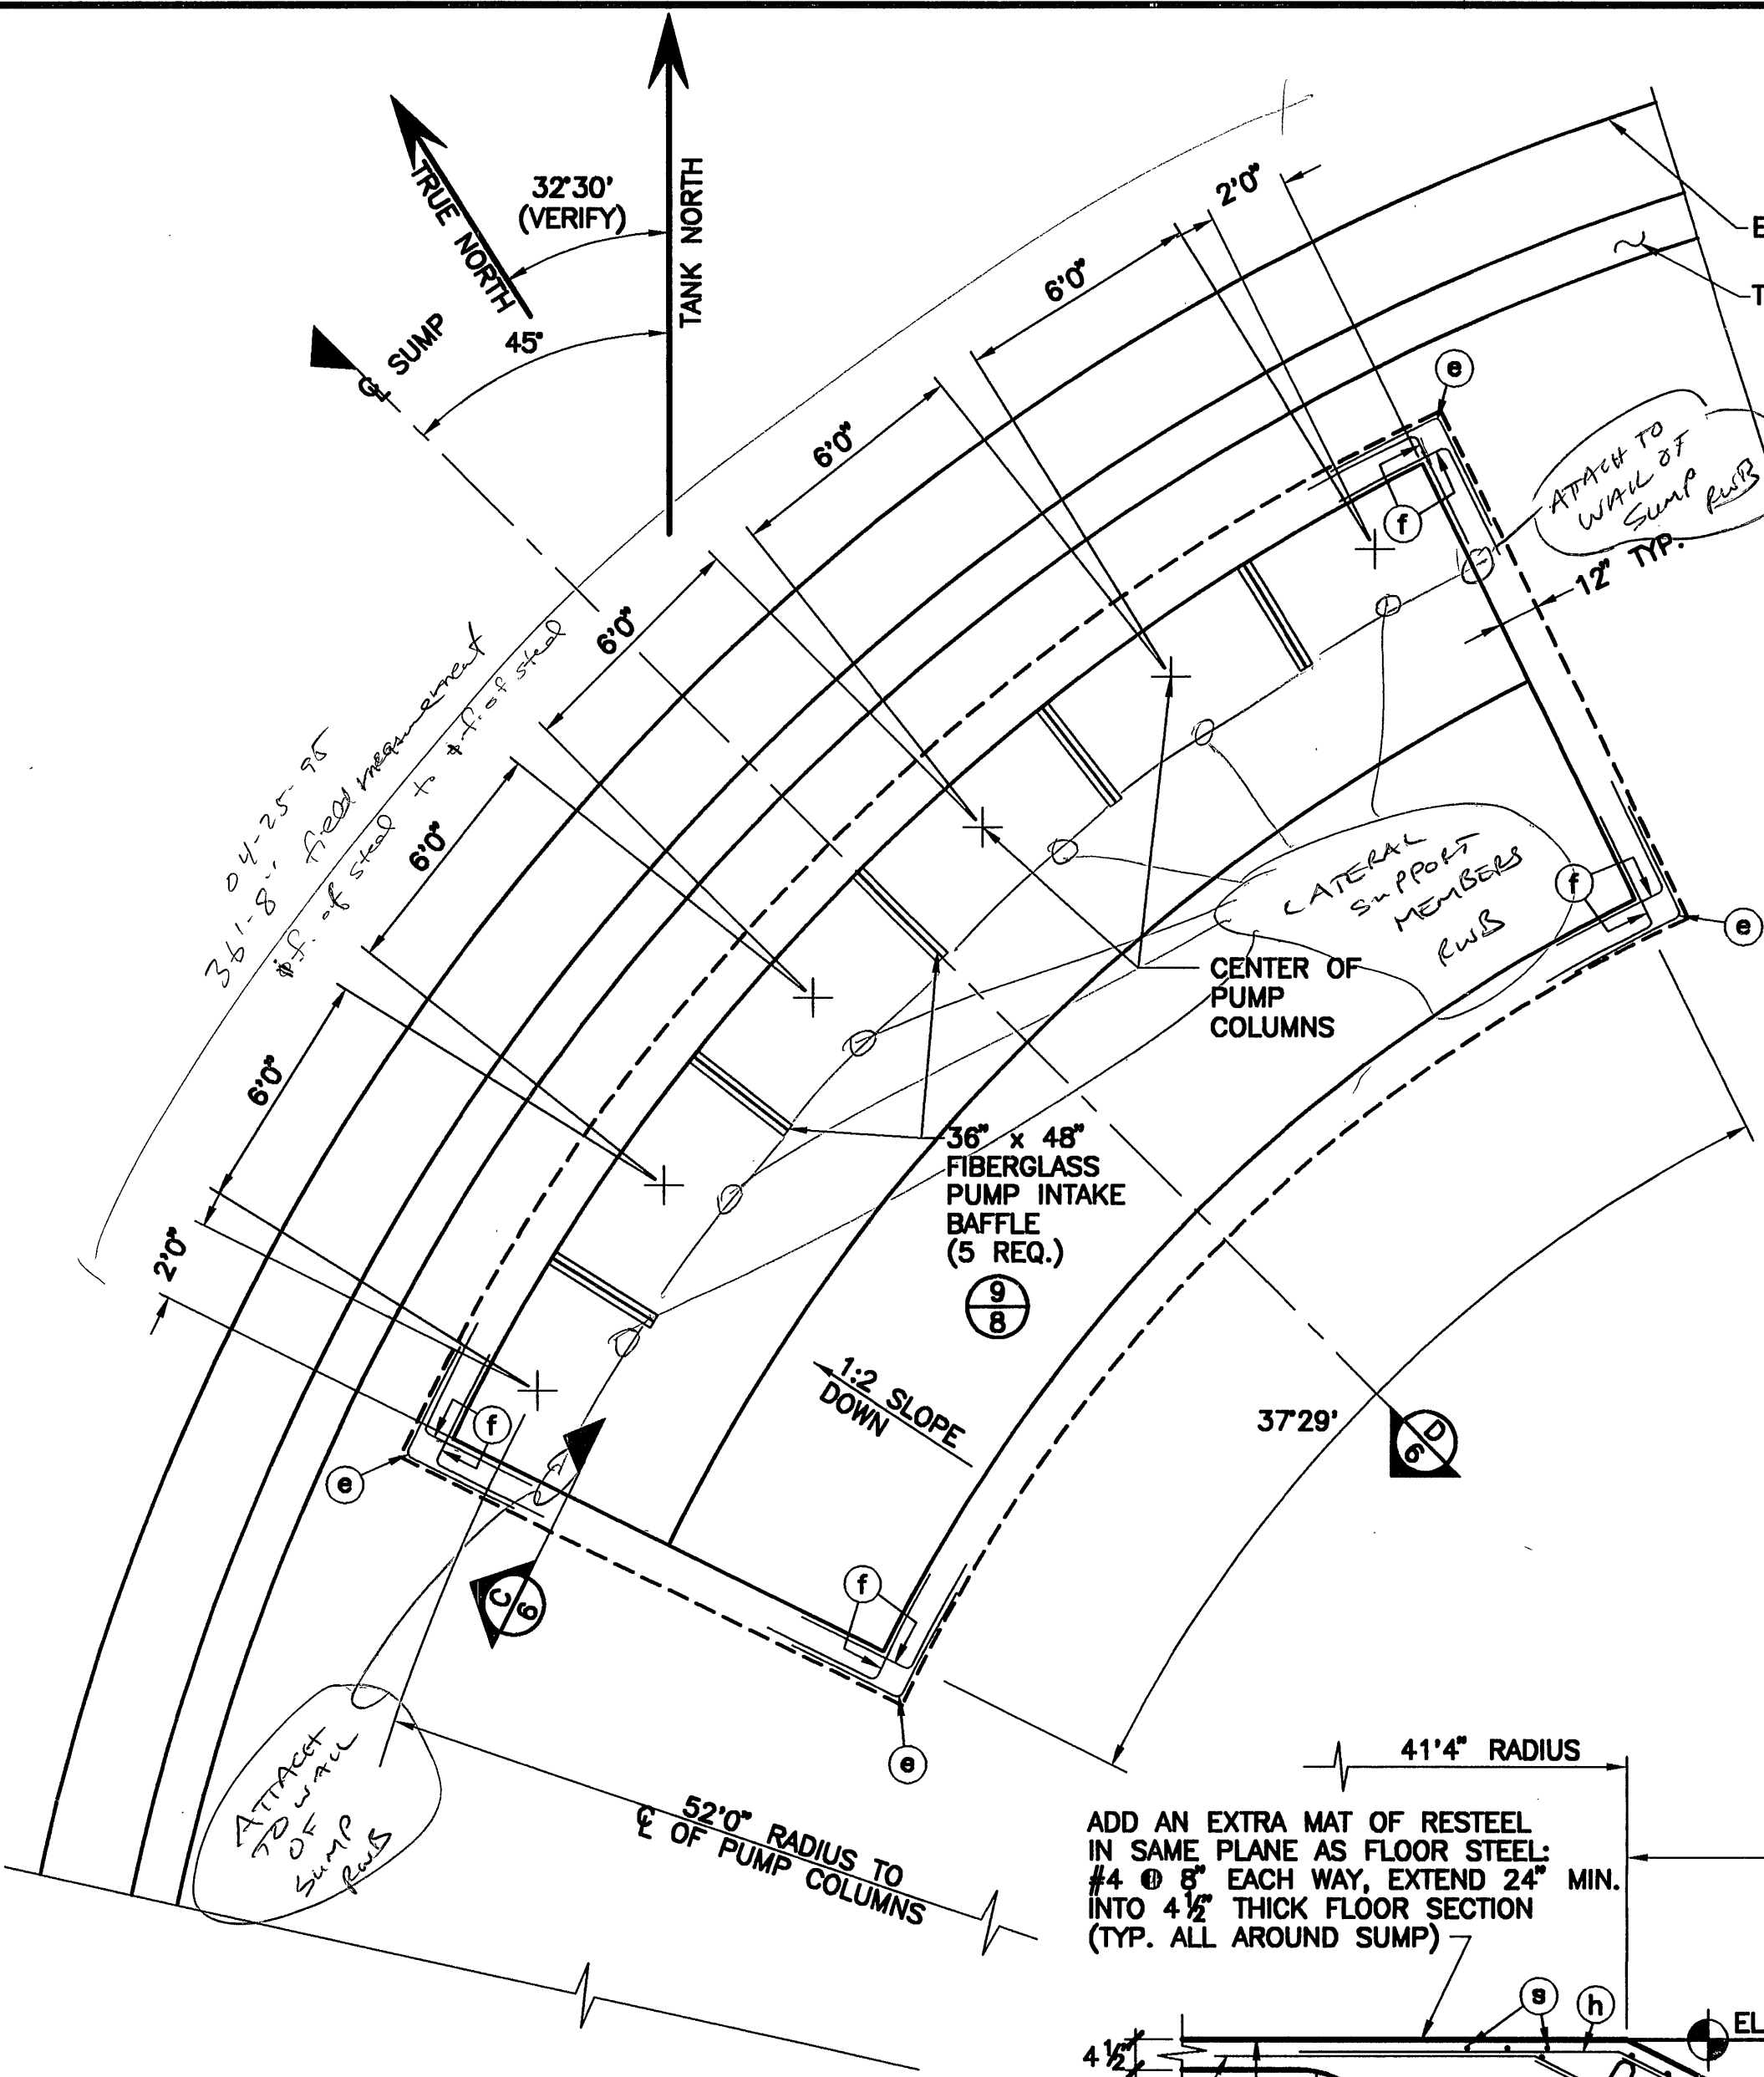 TRUE NORTH
32°30'
(VERIFY)
TANK NORTH
45°
℄ SUMP
2'0"
6'0"
6'0"
6'0"
6'0"
6'0"
2'0"
E
T
e
f
ATTACH TO
WALL OF
SUMP
RWB
12" TYP.
04-25-95
36'-8" field measurement
i.f. of steel to i.f. of steel
LATERAL
SUPPORT
MEMBERS
RWB
f
e
CENTER OF
PUMP
COLUMNS
36" x 48"
FIBERGLASS
PUMP INTAKE
BAFFLE
(5 REQ.)
9
8
1:2 SLOPE
DOWN
37°29'
D
6
f
e
C
6
f
e
ATTACH
TO WALL
OF
SUMP
RWB
52'0" RADIUS TO
℄ OF PUMP COLUMNS
41'4" RADIUS
ADD AN EXTRA MAT OF RESTEEL
IN SAME PLANE AS FLOOR STEEL:
#4 @ 8" EACH WAY, EXTEND 24" MIN.
INTO 4½" THICK FLOOR SECTION
(TYP. ALL AROUND SUMP)
s
h
EL
4½"